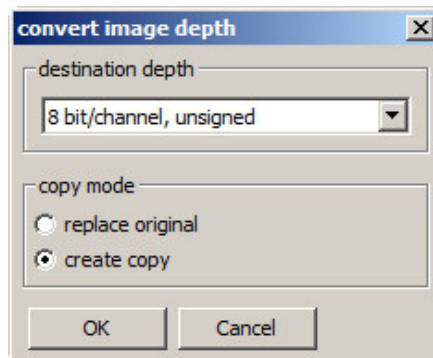 convert image depth
destination depth
8 bit/channel, unsigned
copy mode
replace original
create copy
OK Cancel